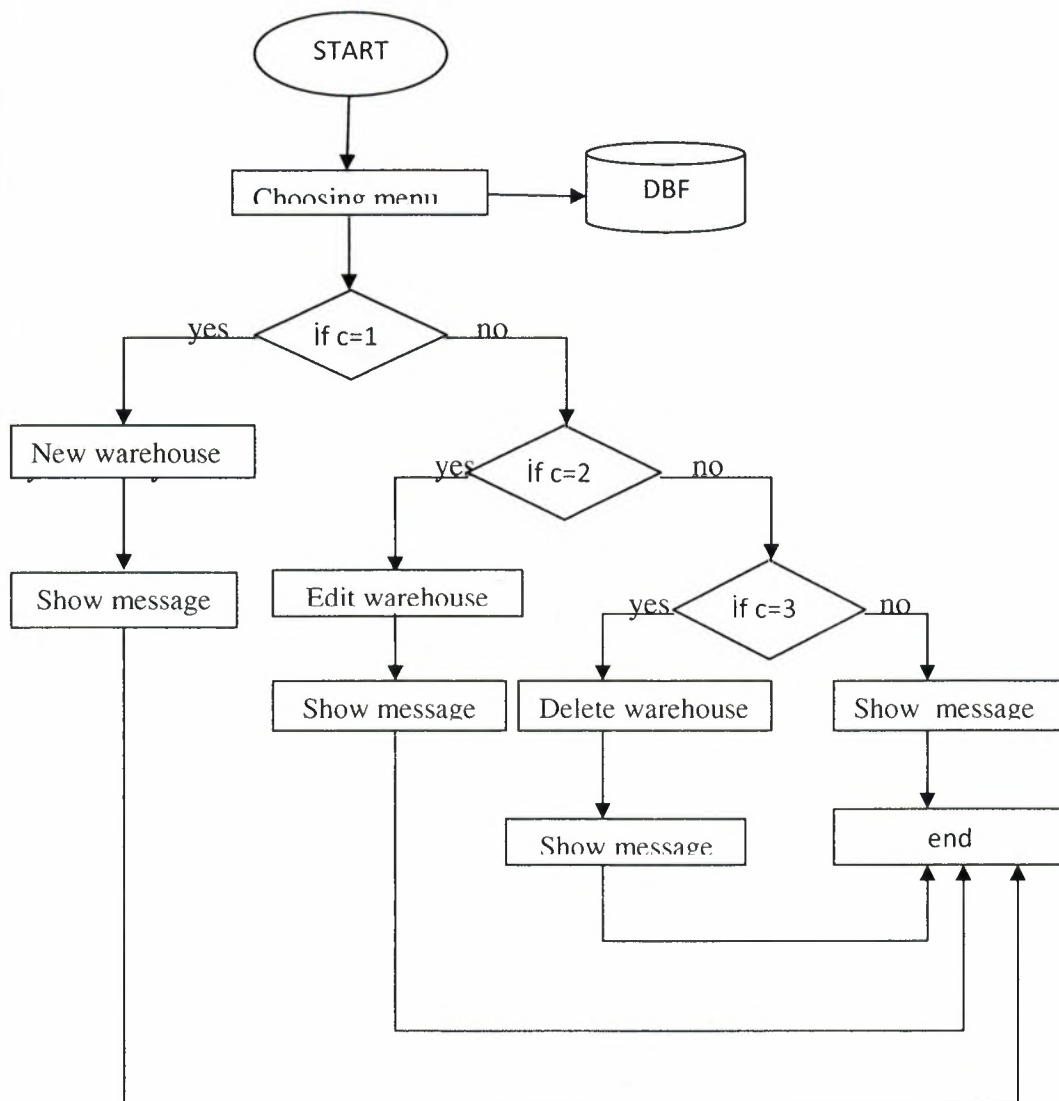 START
Choosing menu
DBF
yes
İf c=1
no
New warehouse
yes
İf c=2
no
Show message
Edit warehouse
yes
İf c=3
no
Show message
Delete warehouse
Show message
Show message
end